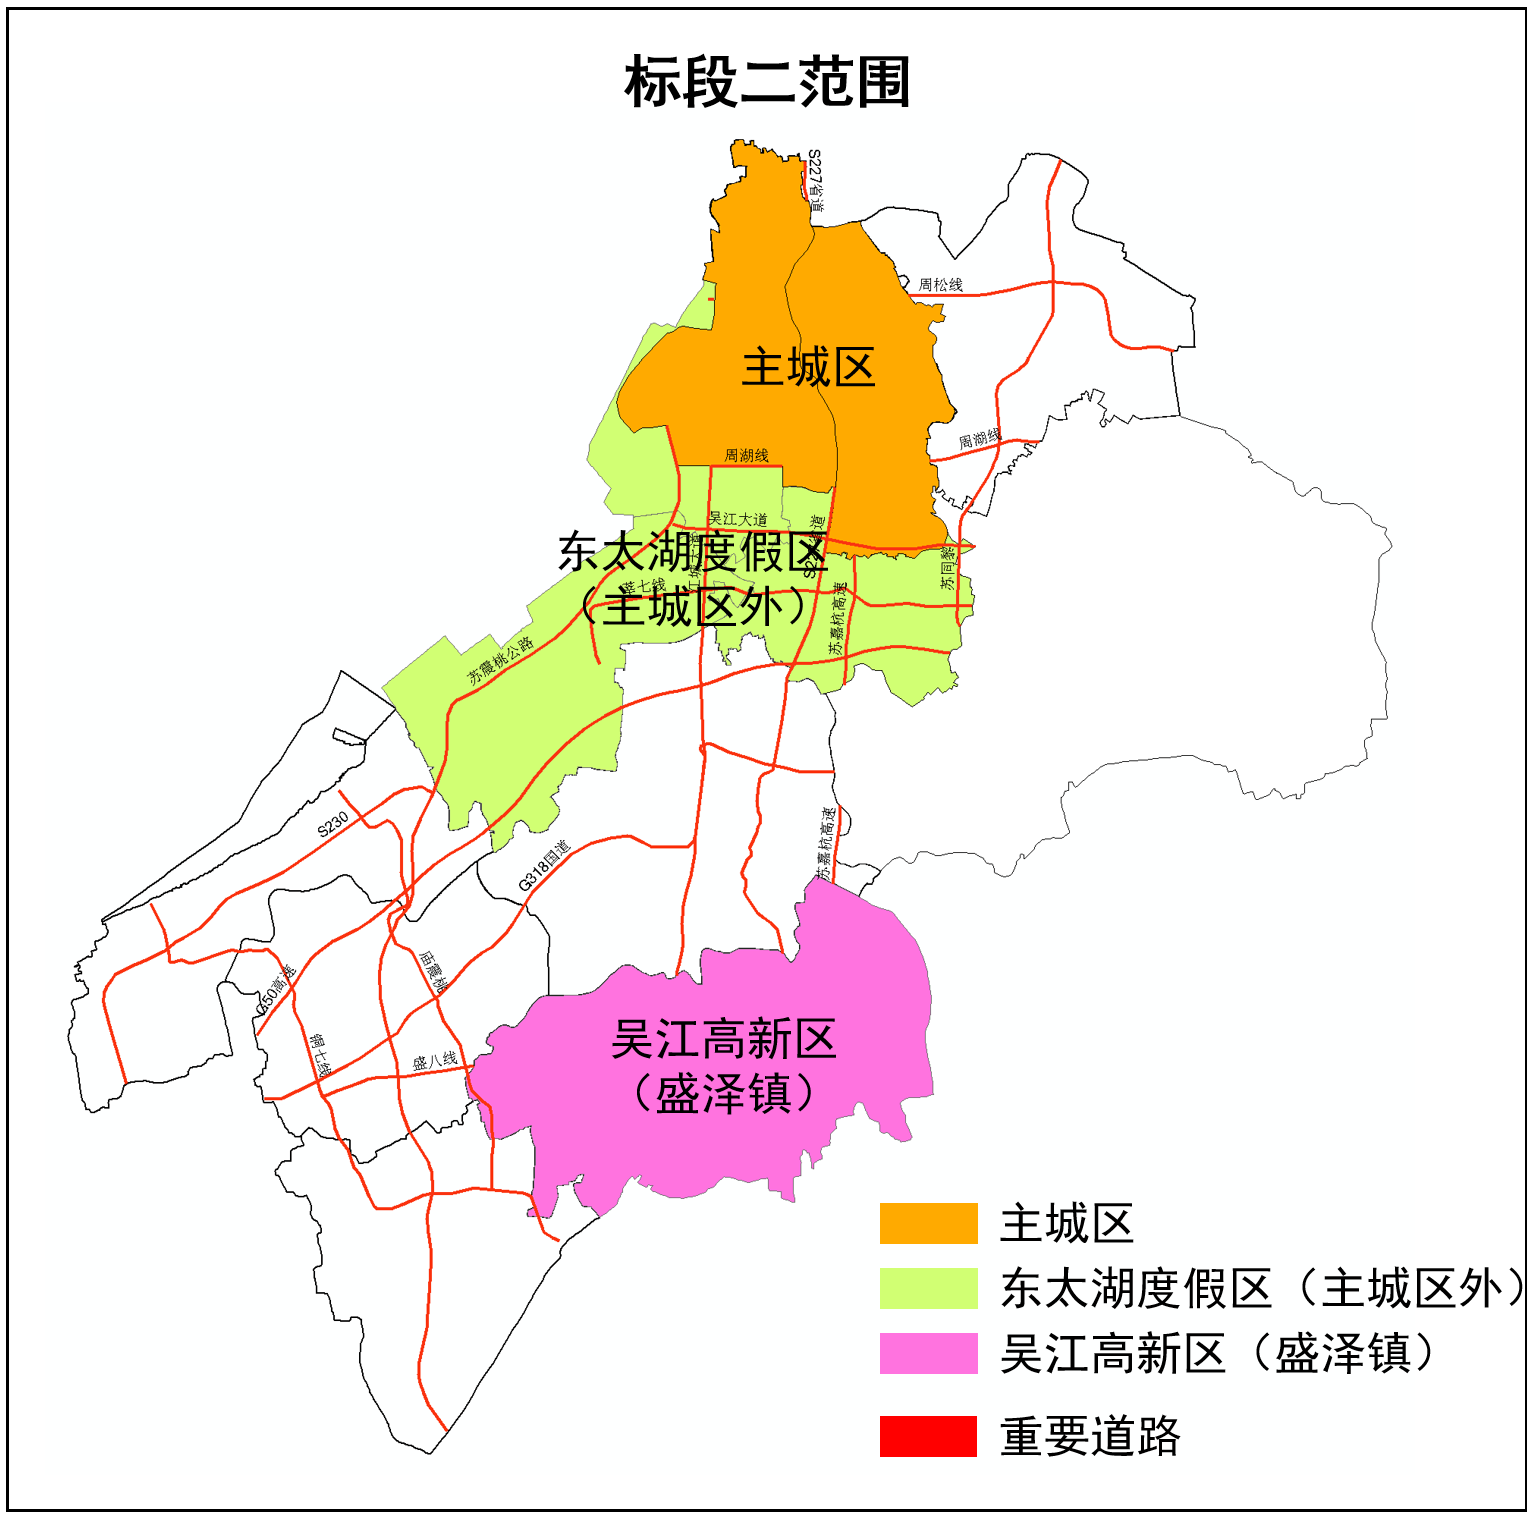 标段二范围
S227省道
周松线
主城区
周湖线
周湖线
吴江大道
东太湖度假区
（主城区外）
苏嘉杭高速
苏震桃公路
S230
G318国道
苏嘉杭高速
庙震桃
G50高速
铜七线
盛八线
吴江高新区
（盛泽镇）
主城区
东太湖度假区（主城区外）
吴江高新区（盛泽镇）
重要道路